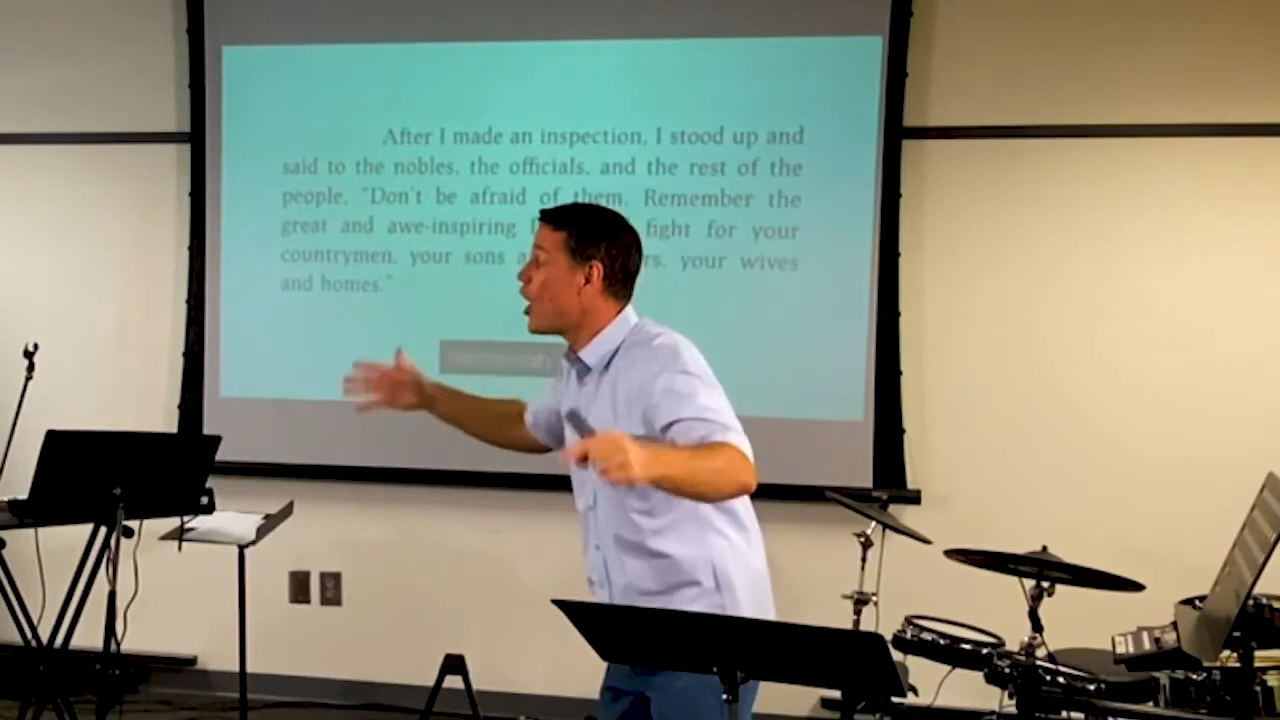 After I made an inspection, I stood up and
said to the nobles, the officials, and the rest of the
people, "Don't be afraid of them. Remember the
great and awe-inspiring fight for your
countrymen, your sons your wives
and homes."